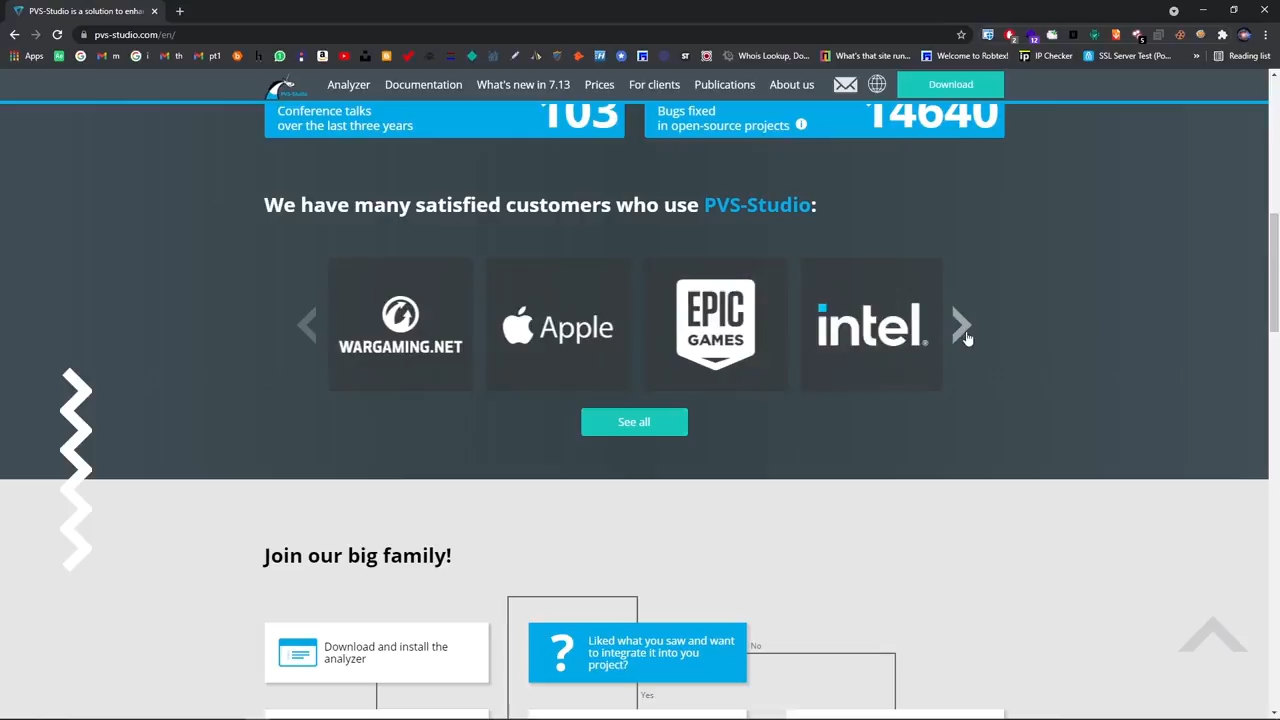 PVS-Studio is a solution to enha
pvs-studio.com/en/
Apps
m
i
th
pt1
th
Whois Lookup, Do...
What's that site run...
Welcome to Robtex!
IP Checker
SSL Server Test (Po...
»
Reading list
Analyzer
Documentation
What's new in 7.13
Prices
For clients
Publications
About us
Download
Conference talks
over the last three years
103
Bugs fixed
in open-source projects
14640
We have many satisfied customers who use PVS-Studio:
WARGAMING.NET
Apple
EPIC
GAMES
intel.
See all
Join our big family!
Download and install the
analyzer
?
Liked what you saw and want
to integrate it into you
project?
No
Yes